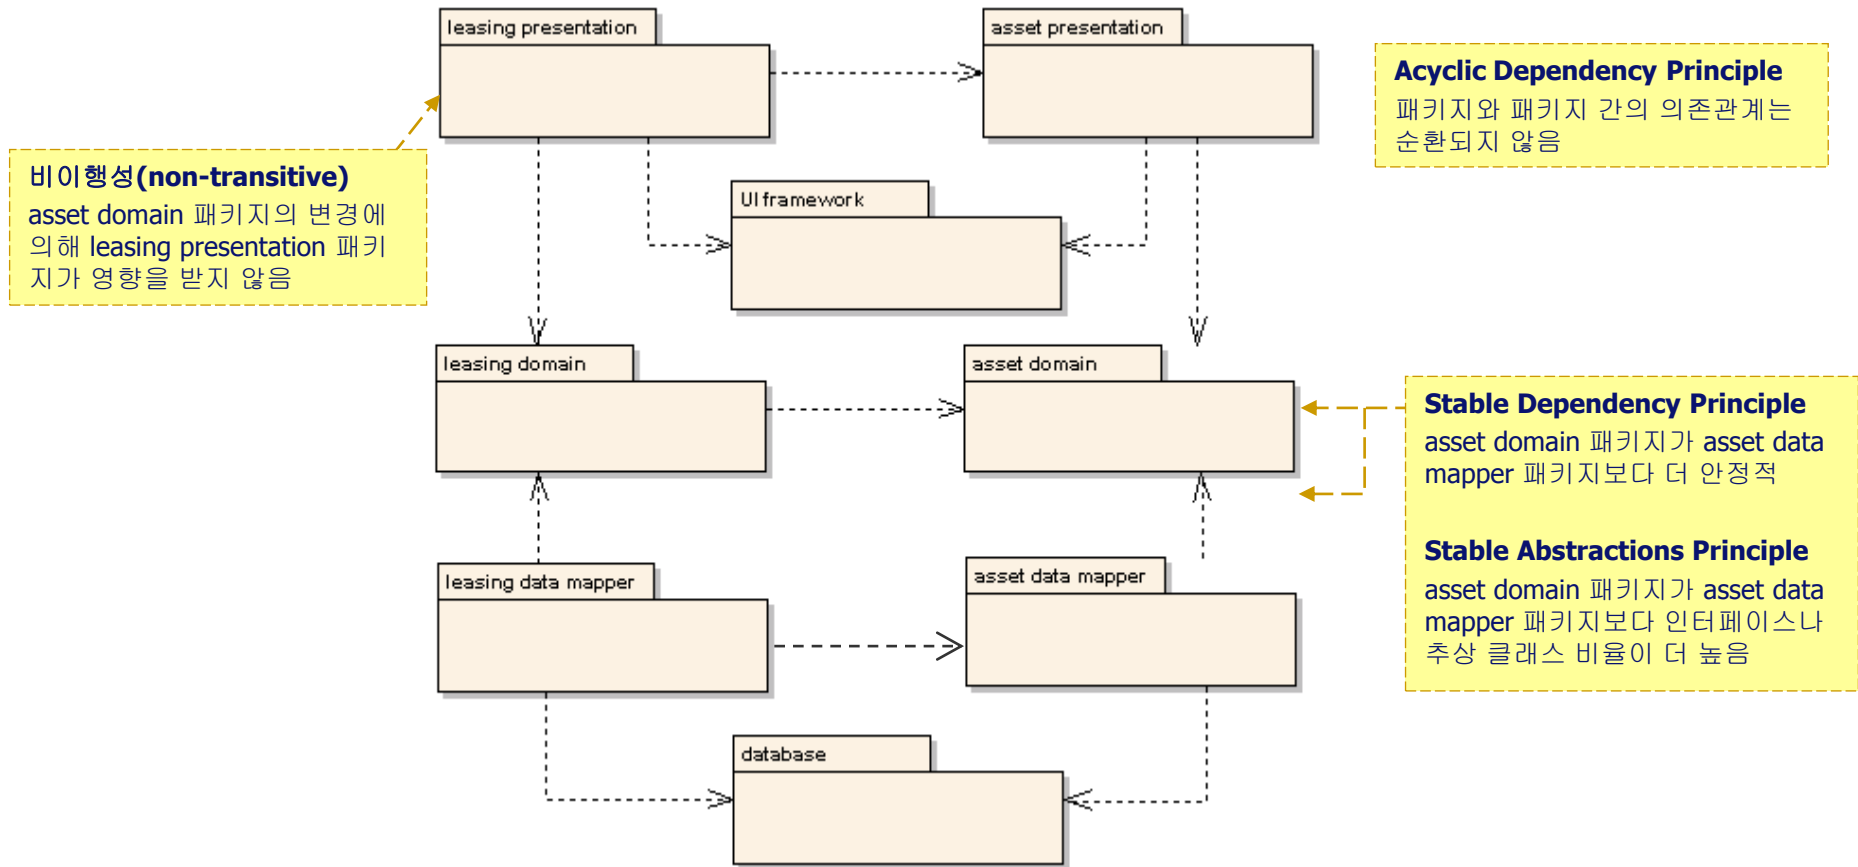 leasing presentation
asset presentation
Acyclic Dependency Principle
패키지와 패키지 간의 의존관계는
순환되지 않음
비이행성(non-transitive)
asset domain 패키지의 변경에
의해 leasing presentation 패키
지가 영향을 받지 않음
UI framework
leasing domain
asset domain
Stable Dependency Principle
asset domain 패키지가 asset data
mapper 패키지보다 더 안정적
Stable Abstractions Principle
asset domain 패키지가 asset data
mapper 패키지보다 인터페이스나
추상 클래스 비율이 더 높음
leasing data mapper
asset data mapper
database